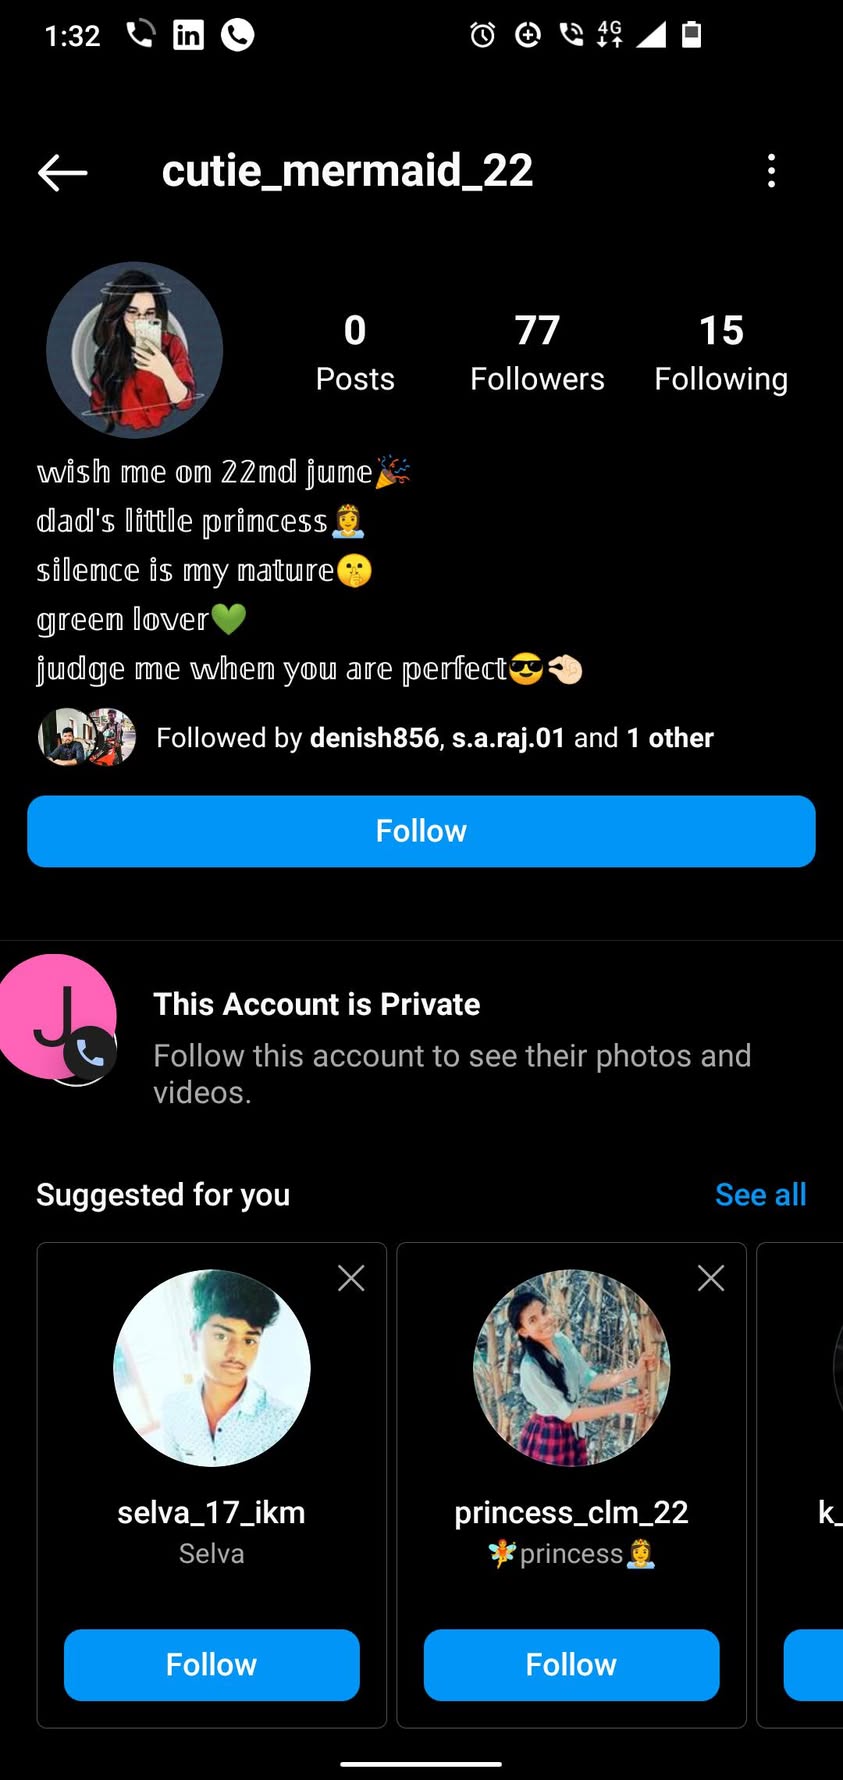 1:32
4G
cutie_mermaid_22
0
77
15
Posts
Followers
Following
𝕨𝕚𝕤𝕙 𝕞𝕖 𝕠𝕟 𝟚𝟚𝕟𝕕 𝕛𝕦𝕟𝕖🎉
𝕕𝕒𝕕'𝕤 𝕝𝕚𝕥𝕥𝕝𝕖 𝕡𝕣𝕚𝕟𝕔𝕖𝕤𝕤👸
𝕤𝕚𝕝𝕖𝕟𝕔𝕖 𝕚𝕤 𝕞𝕪 𝕟𝕒𝕥𝕦𝕣𝕖🤫
𝕘𝕣𝕖𝕖𝕟 𝕝𝕠𝕧𝕖𝕣💚
𝕛𝕦𝕕𝕘𝕖 𝕞𝕖 𝕨𝕙𝕖𝕟 𝕪𝕠𝕦 𝕒𝕣𝕖 𝕡𝕖𝕣𝕗𝕖𝕔𝕥😎🤏🏻
Followed by denish856, s.a.raj.01 and 1 other
Follow
J
This Account is Private
Follow this account to see their photos and
videos.
Suggested for you
See all
selva_17_ikm
Selva
Follow
princess_clm_22
🧚princess👸
Follow
k_